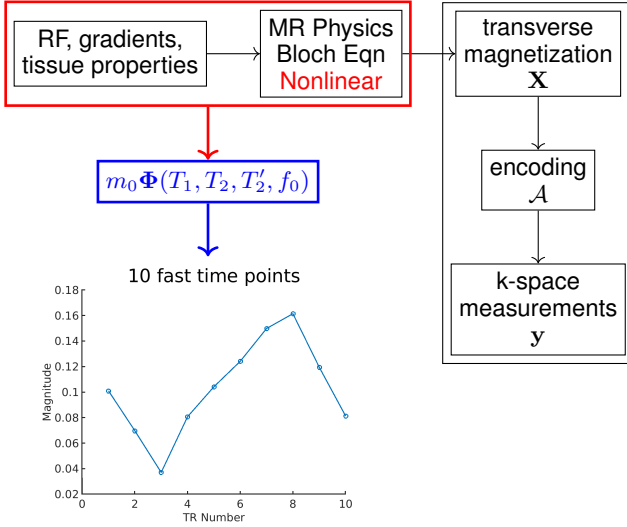 RF, gradients,
tissue properties
MR Physics
Bloch Eqn
Nonlinear
transverse
magnetization
X
m₀Φ(T₁, T₂, T₂′, f₀)
encoding
𝒜
k-space
measurements
y
10 fast time points
Magnitude
0.18
0.16
0.14
0.12
0.1
0.08
0.06
0.04
0.02
0 2 4 6 8 10
TR Number